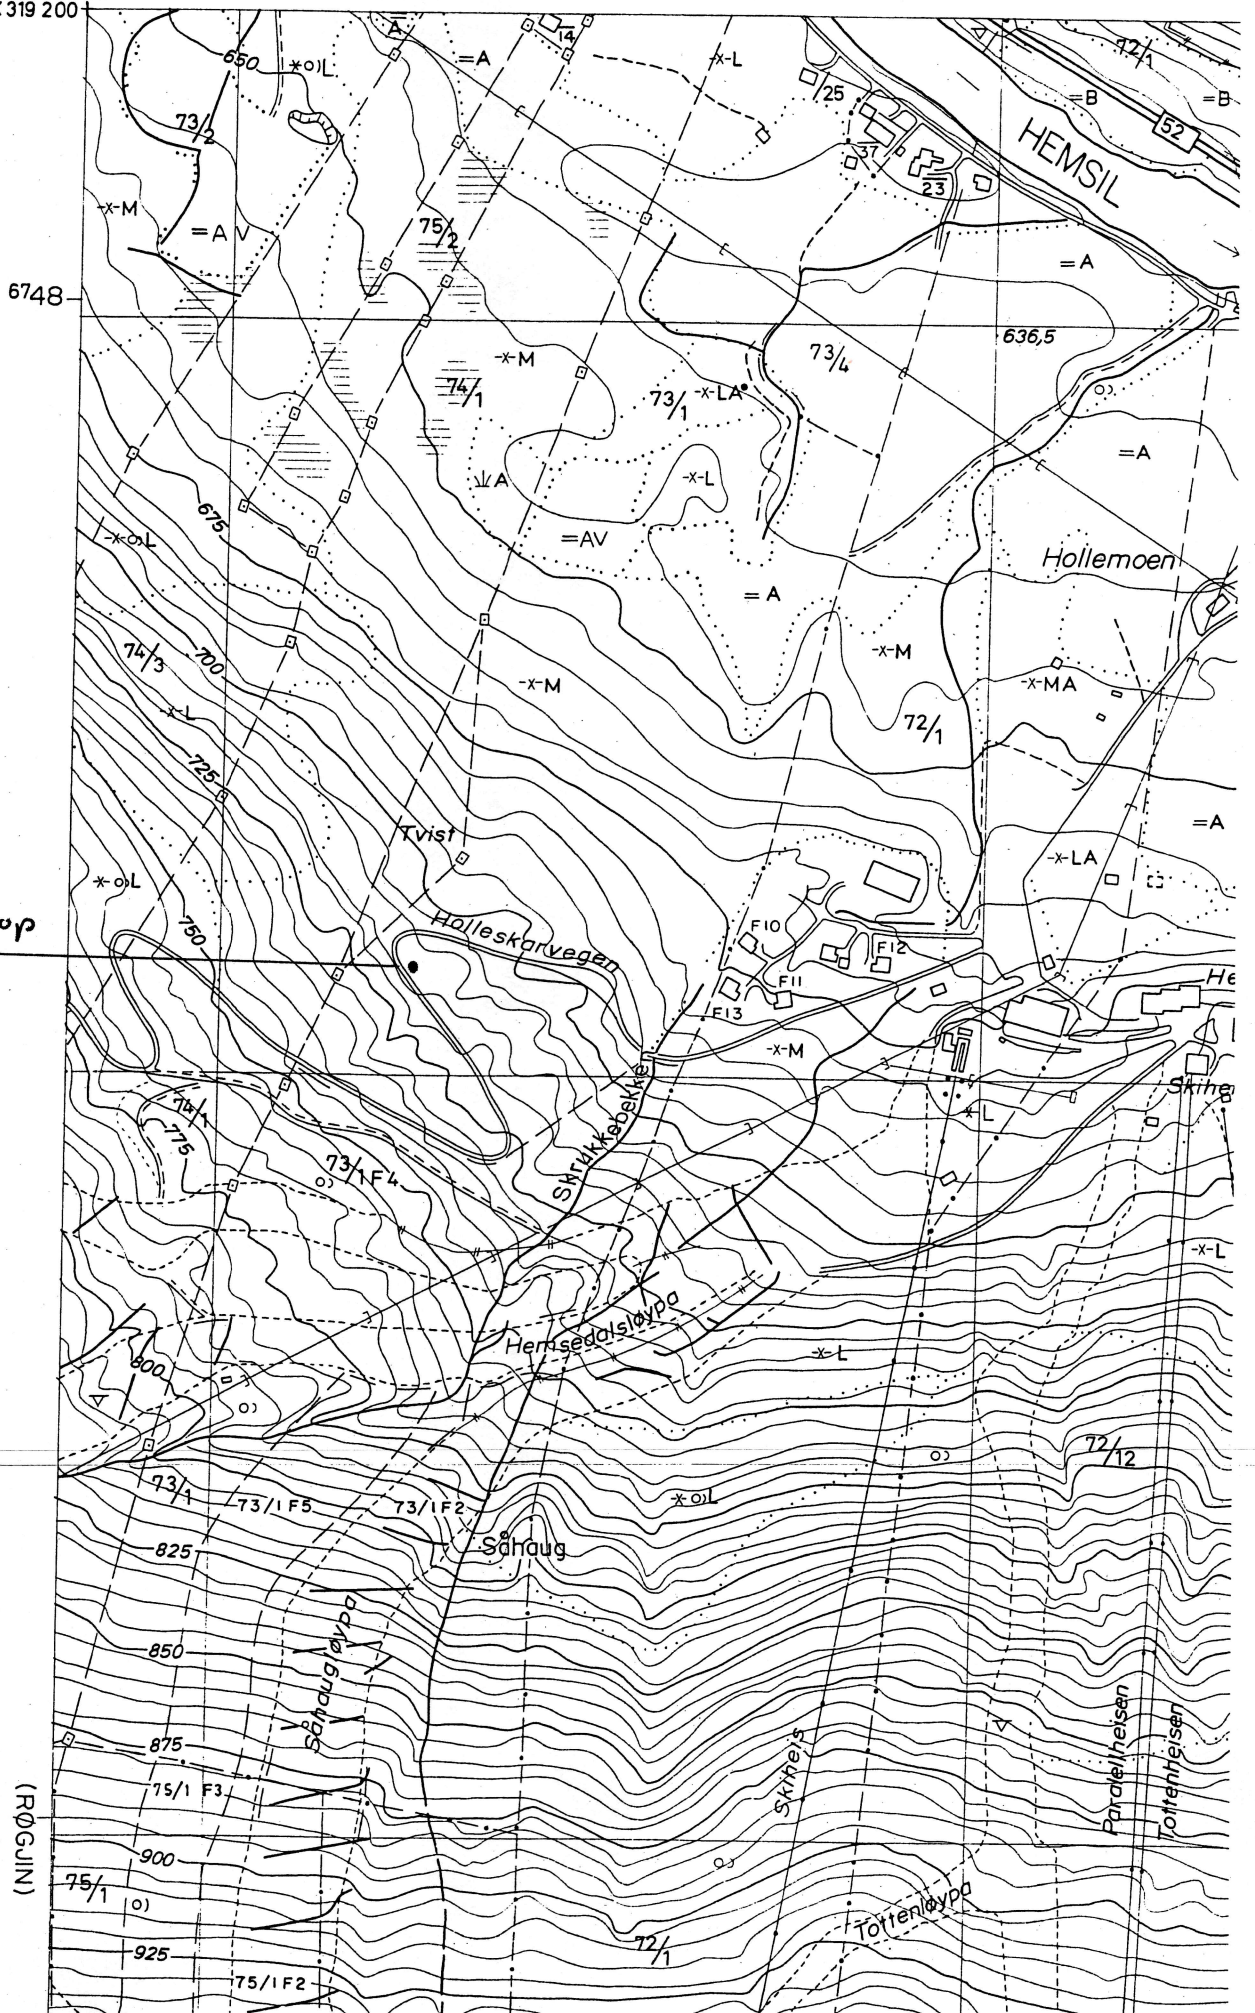 319 200
A
14
=A
-x-L
72/1
650
*o)L
/25
=B
=B
52
73/2
37
HEMSIL
23
-x-M
=AV
75/2
=A
6748
636,5
-x-M
73/4
74/1
73/1
-x-LA
o)
=A
A
-x-L
675
-x-o)L
=AV
Hollemoen
=A
74/3
700
-x-M
-x-M
-x-MA
-x-L
72/1
725
Tvist
=A
-x-LA
*-o)L
750
Holleskarvegen
F10
F12
F11
He
F13
-x-M
Skrukkebekke
Skihe
*L
74/1
775
73/1 F4
o)
-x-L
Hemsedalsløypa
-x-L
800
o)
o)
72/12
73/1
73/1 F5
73/1 F2
-x-o)L
Såhaug
825
Såhaugløypa
850
Skiheis
Paralellheisen
Tottenheisen
875
75/1 F3
(RØGJIN)
900
o)
75/1
o)
Tottenløypa
72/1
925
75/1 F2